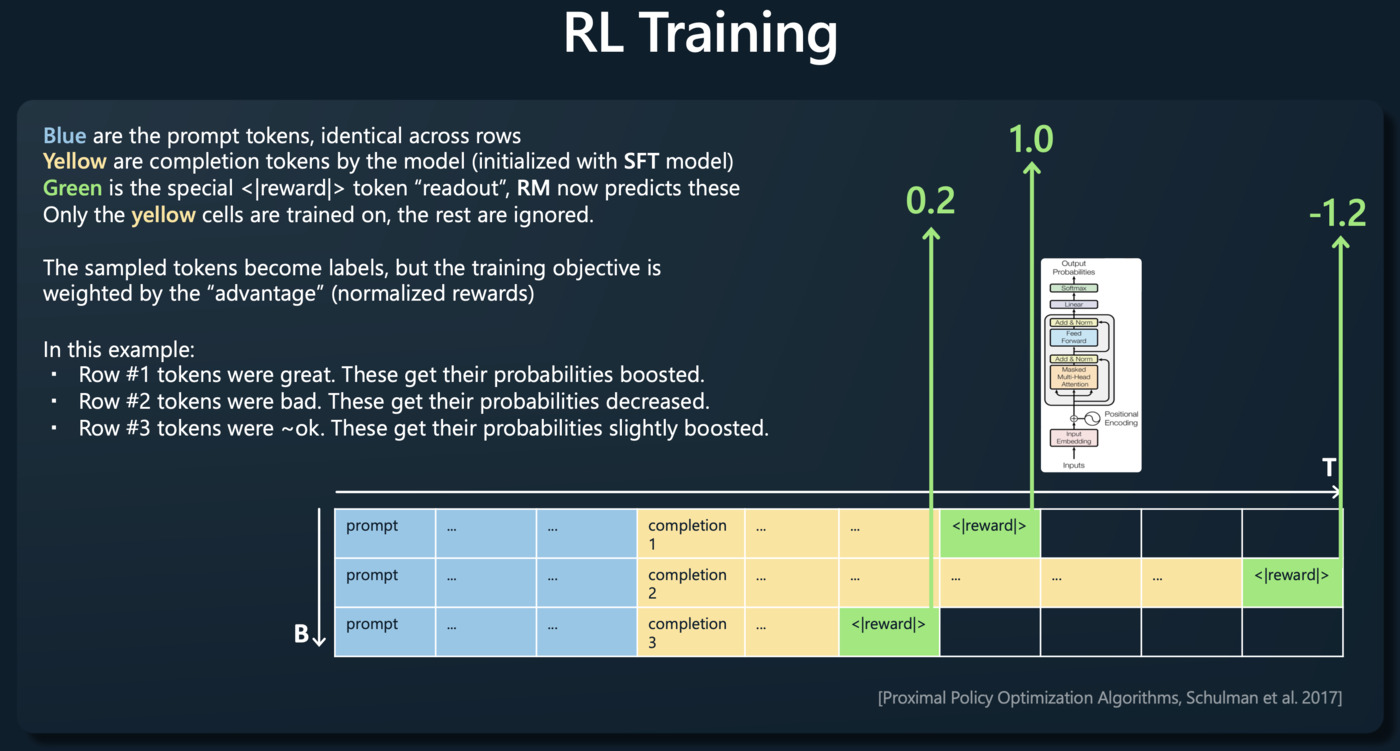 RL Training
Blue are the prompt tokens, identical across rows
Yellow are completion tokens by the model (initialized with SFT model)
Green is the special <|reward|> token “readout”, RM now predicts these
Only the yellow cells are trained on, the rest are ignored.
The sampled tokens become labels, but the training objective is
weighted by the “advantage” (normalized rewards)
In this example:
▪ Row #1 tokens were great. These get their probabilities boosted.
▪ Row #2 tokens were bad. These get their probabilities decreased.
▪ Row #3 tokens were ~ok. These get their probabilities slightly boosted.
0.2
1.0
-1.2
Output
Probabilities
Softmax
Linear
Add & Norm
Feed
Forward
Add & Norm
Masked
Multi-Head
Attention
Positional
Encoding
Input
Embedding
Inputs
T
B
prompt ... ... completion 1 ... ... <|reward|>
prompt ... ... completion 2 ... ... ... ... ... <|reward|>
prompt ... ... completion 3 ... <|reward|>
[Proximal Policy Optimization Algorithms, Schulman et al. 2017]